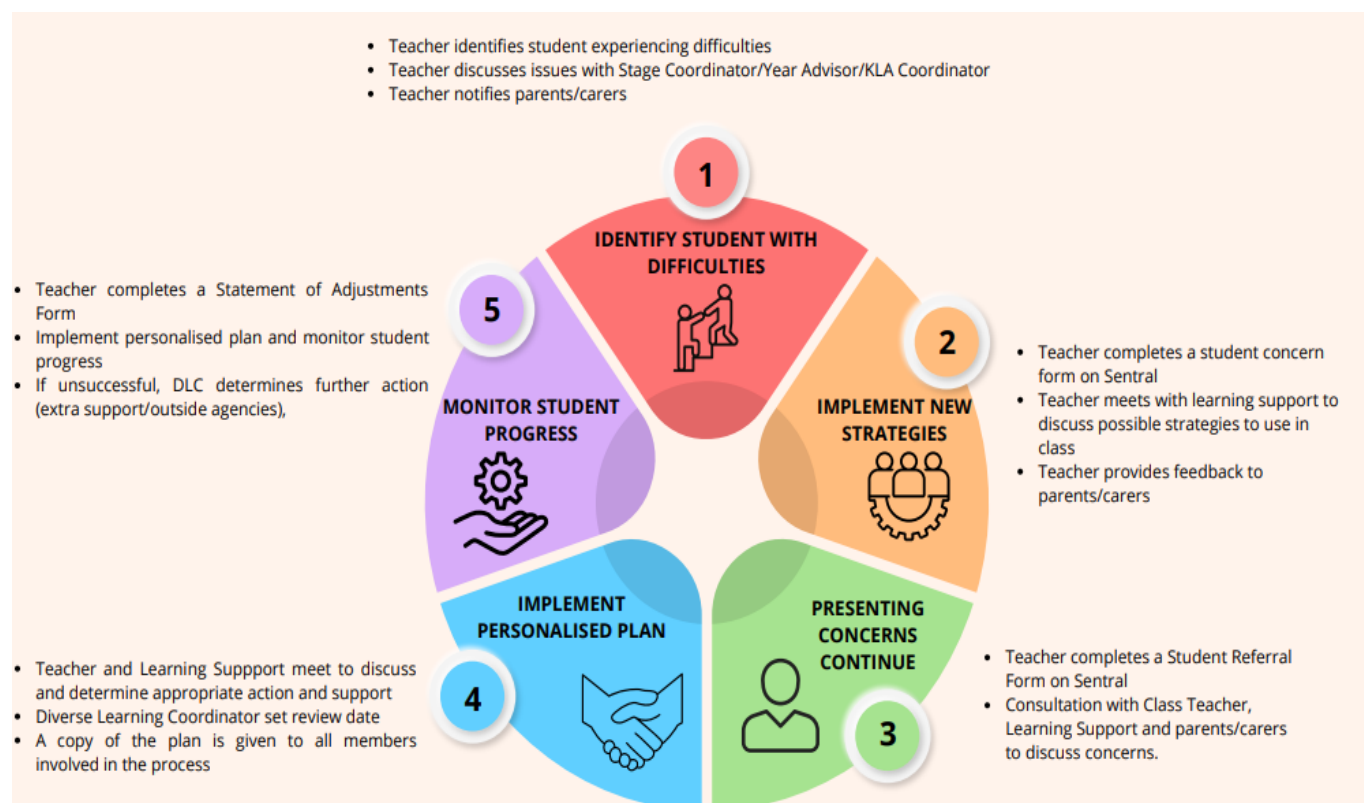 • Teacher identifies student experiencing difficulties
• Teacher discusses issues with Stage Coordinator/Year Advisor/KLA Coordinator
• Teacher notifies parents/carers
1
IDENTIFY STUDENT WITH
DIFFICULTIES
2
IMPLEMENT NEW
STRATEGIES
• Teacher completes a student concern
form on Sentral
• Teacher meets with learning support to
discuss possible strategies to use in
class
• Teacher provides feedback to
parents/carers
3
PRESENTING
CONCERNS
CONTINUE
• Teacher completes a Student Referral
Form on Sentral
• Consultation with Class Teacher,
Learning Support and parents/carers
to discuss concerns.
4
IMPLEMENT
PERSONALISED PLAN
• Teacher and Learning Suppport meet to discuss
and determine appropriate action and support
• Diverse Learning Coordinator set review date
• A copy of the plan is given to all members
involved in the process
5
MONITOR STUDENT
PROGRESS
• Teacher completes a Statement of Adjustments
Form
• Implement personalised plan and monitor student
progress
• If unsuccessful, DLC determines further action
(extra support/outside agencies),